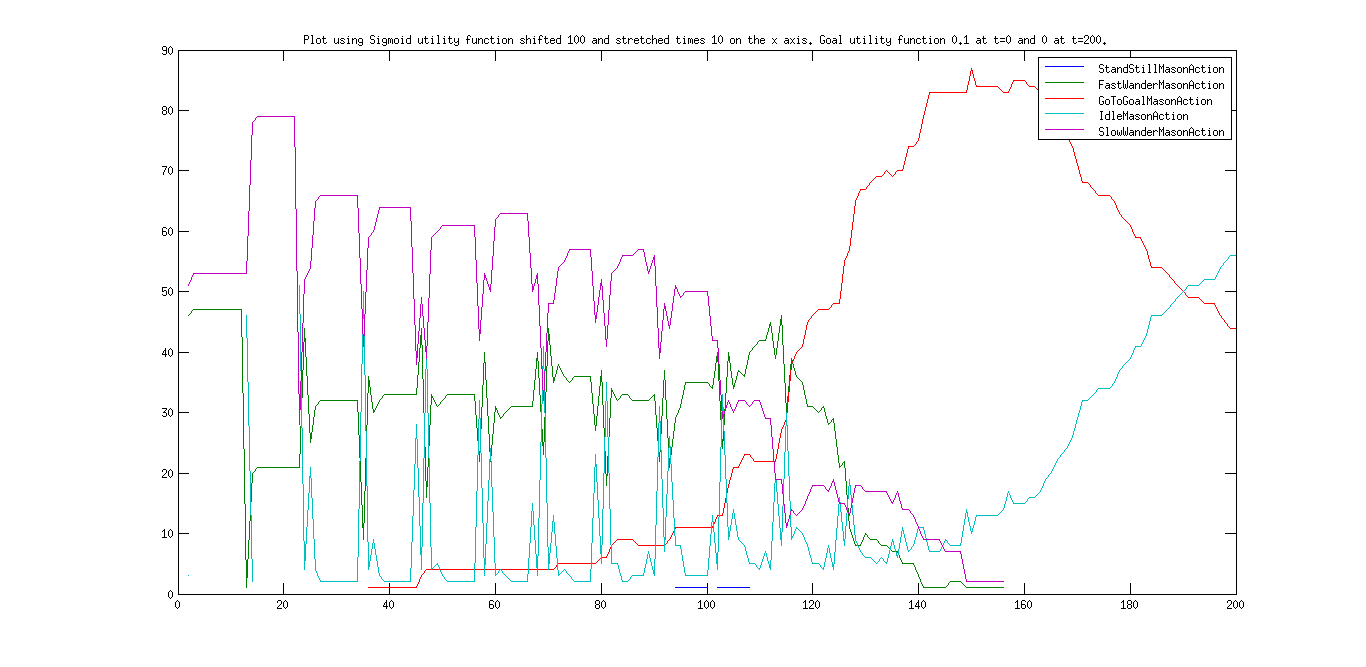 Plot using Sigmoid utility function shifted 100 and stretched times 10 on the x axis. Goal utility function 0.1 at t=0 and 0 at t=200.
90
80
70
60
50
40
30
20
10
0
StandStillMasonAction
FastWanderMasonAction
GoToGoalMasonAction
IdleMasonAction
SlowWanderMasonAction
0 20 40 60 80 100 120 140 160 180 200